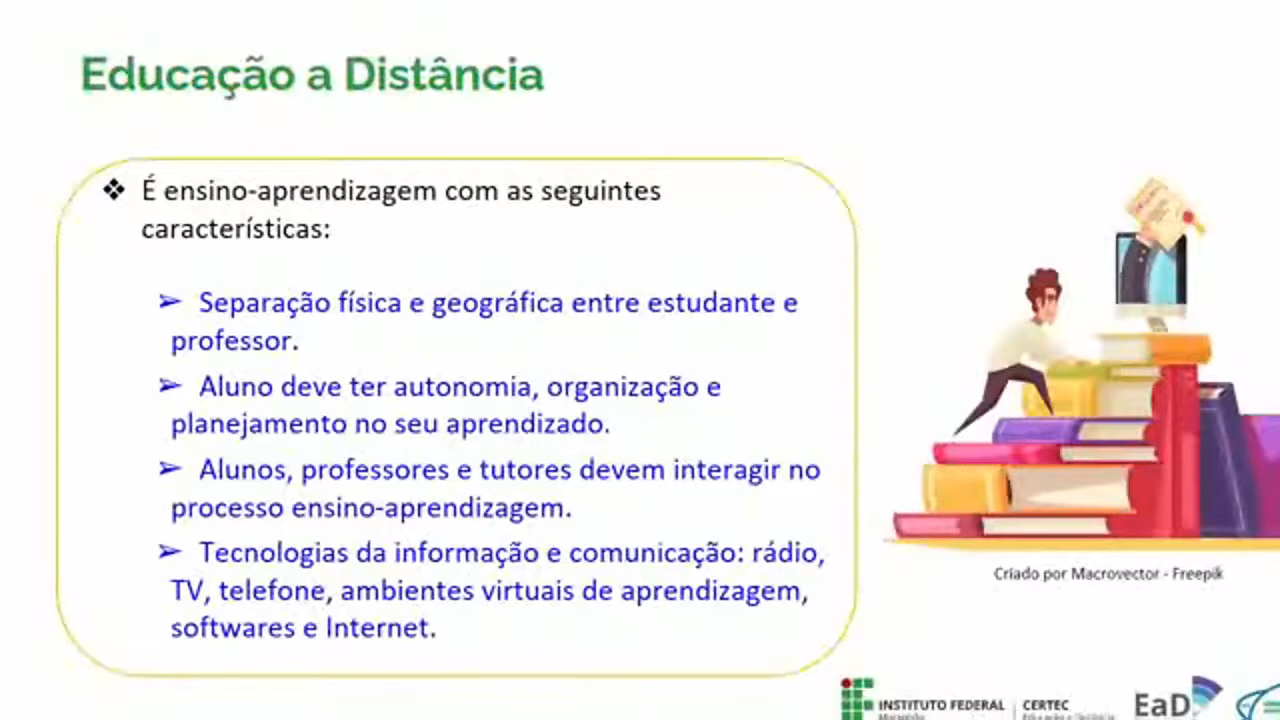 Educação a Distância
❖ É ensino-aprendizagem com as seguintes
características:
➢ Separação física e geográfica entre estudante e
professor.
➢ Aluno deve ter autonomia, organização e
planejamento no seu aprendizado.
➢ Alunos, professores e tutores devem interagir no
processo ensino-aprendizagem.
➢ Tecnologias da informação e comunicação: rádio,
TV, telefone, ambientes virtuais de aprendizagem,
softwares e Internet.
Criado por Macrovector - Freepik
INSTITUTO FEDERAL
CERTEC
EaD